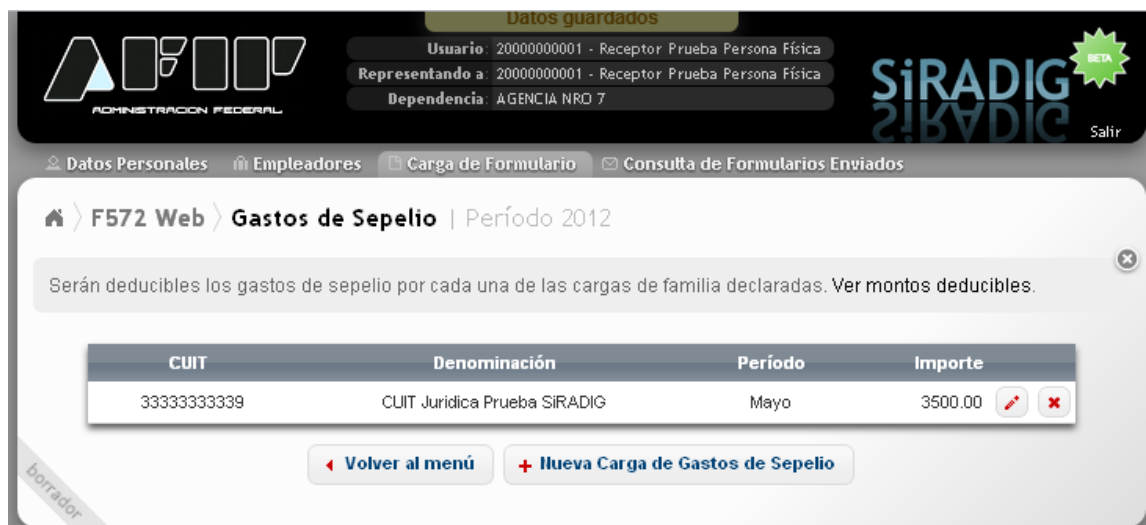 Datos guardados
AFIP
ADMINISTRACION FEDERAL
Usuario: 20000000001 - Receptor Prueba Persona Física
Representando a: 20000000001 - Receptor Prueba Persona Física
Dependencia: AGENCIA NRO 7
SiRADIG
BETA
Salir
Datos Personales Empleadores Carga de Formulario Consulta de Formularios Enviados
F572 Web Gastos de Sepelio | Período 2012
Serán deducibles los gastos de sepelio por cada una de las cargas de familia declaradas. Ver montos deducibles.
CUIT Denominación Período Importe
33333333339 CUIT Juridica Prueba SiRADIG Mayo 3500.00
Volver al menú + Nueva Carga de Gastos de Sepelio
borrador